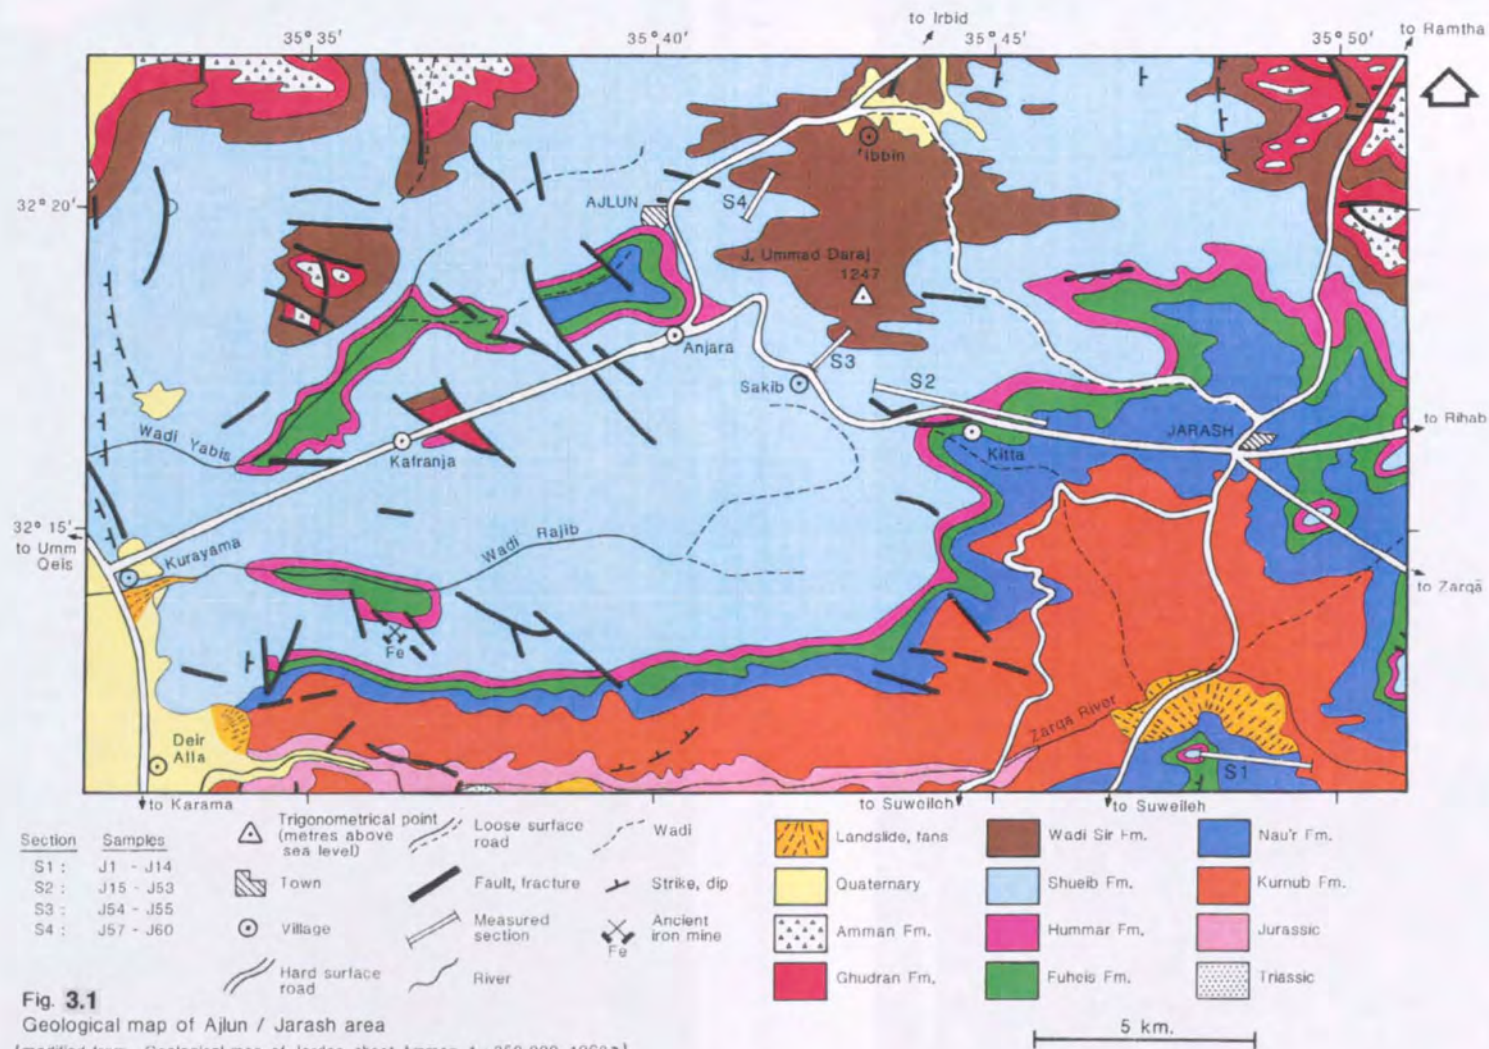 to Irbid
to Ramtha
35° 35'
35° 40'
35° 45'
35° 50'
32° 20'
32° 15'
'Ibbin
AJLUN
S4
J. Ummad Daraj
1247
Anjara
S3
Sakib
S2
Wadi Yabis
Kafranja
Kitta
JARASH
to Rihab
to Umm
Qeis
Kurayama
Wadi Rajib
to Zarqā
Fe
Deir
Alla
Zarqa River
S1
to Karama
to Suweileh
to Suweileh
Section Samples
S1 : J1 - J14
S2 : J15 - J53
S3 : J54 - J55
S4 : J57 - J60
Trigonometrical point
(metres above
sea level)
Town
Village
Hard surface
road
Loose surface
road
Fault, fracture
Measured
section
River
Wadi
Strike, dip
Ancient
iron mine
Fe
Landslide, fans
Quaternary
Amman Fm.
Ghudran Fm.
Wadi Sir Fm.
Shueib Fm.
Hummar Fm.
Fuheis Fm.
Nau'r Fm.
Kurnub Fm.
Jurassic
Triassic
Fig. 3.1
Geological map of Ajlun / Jarash area
5 km.